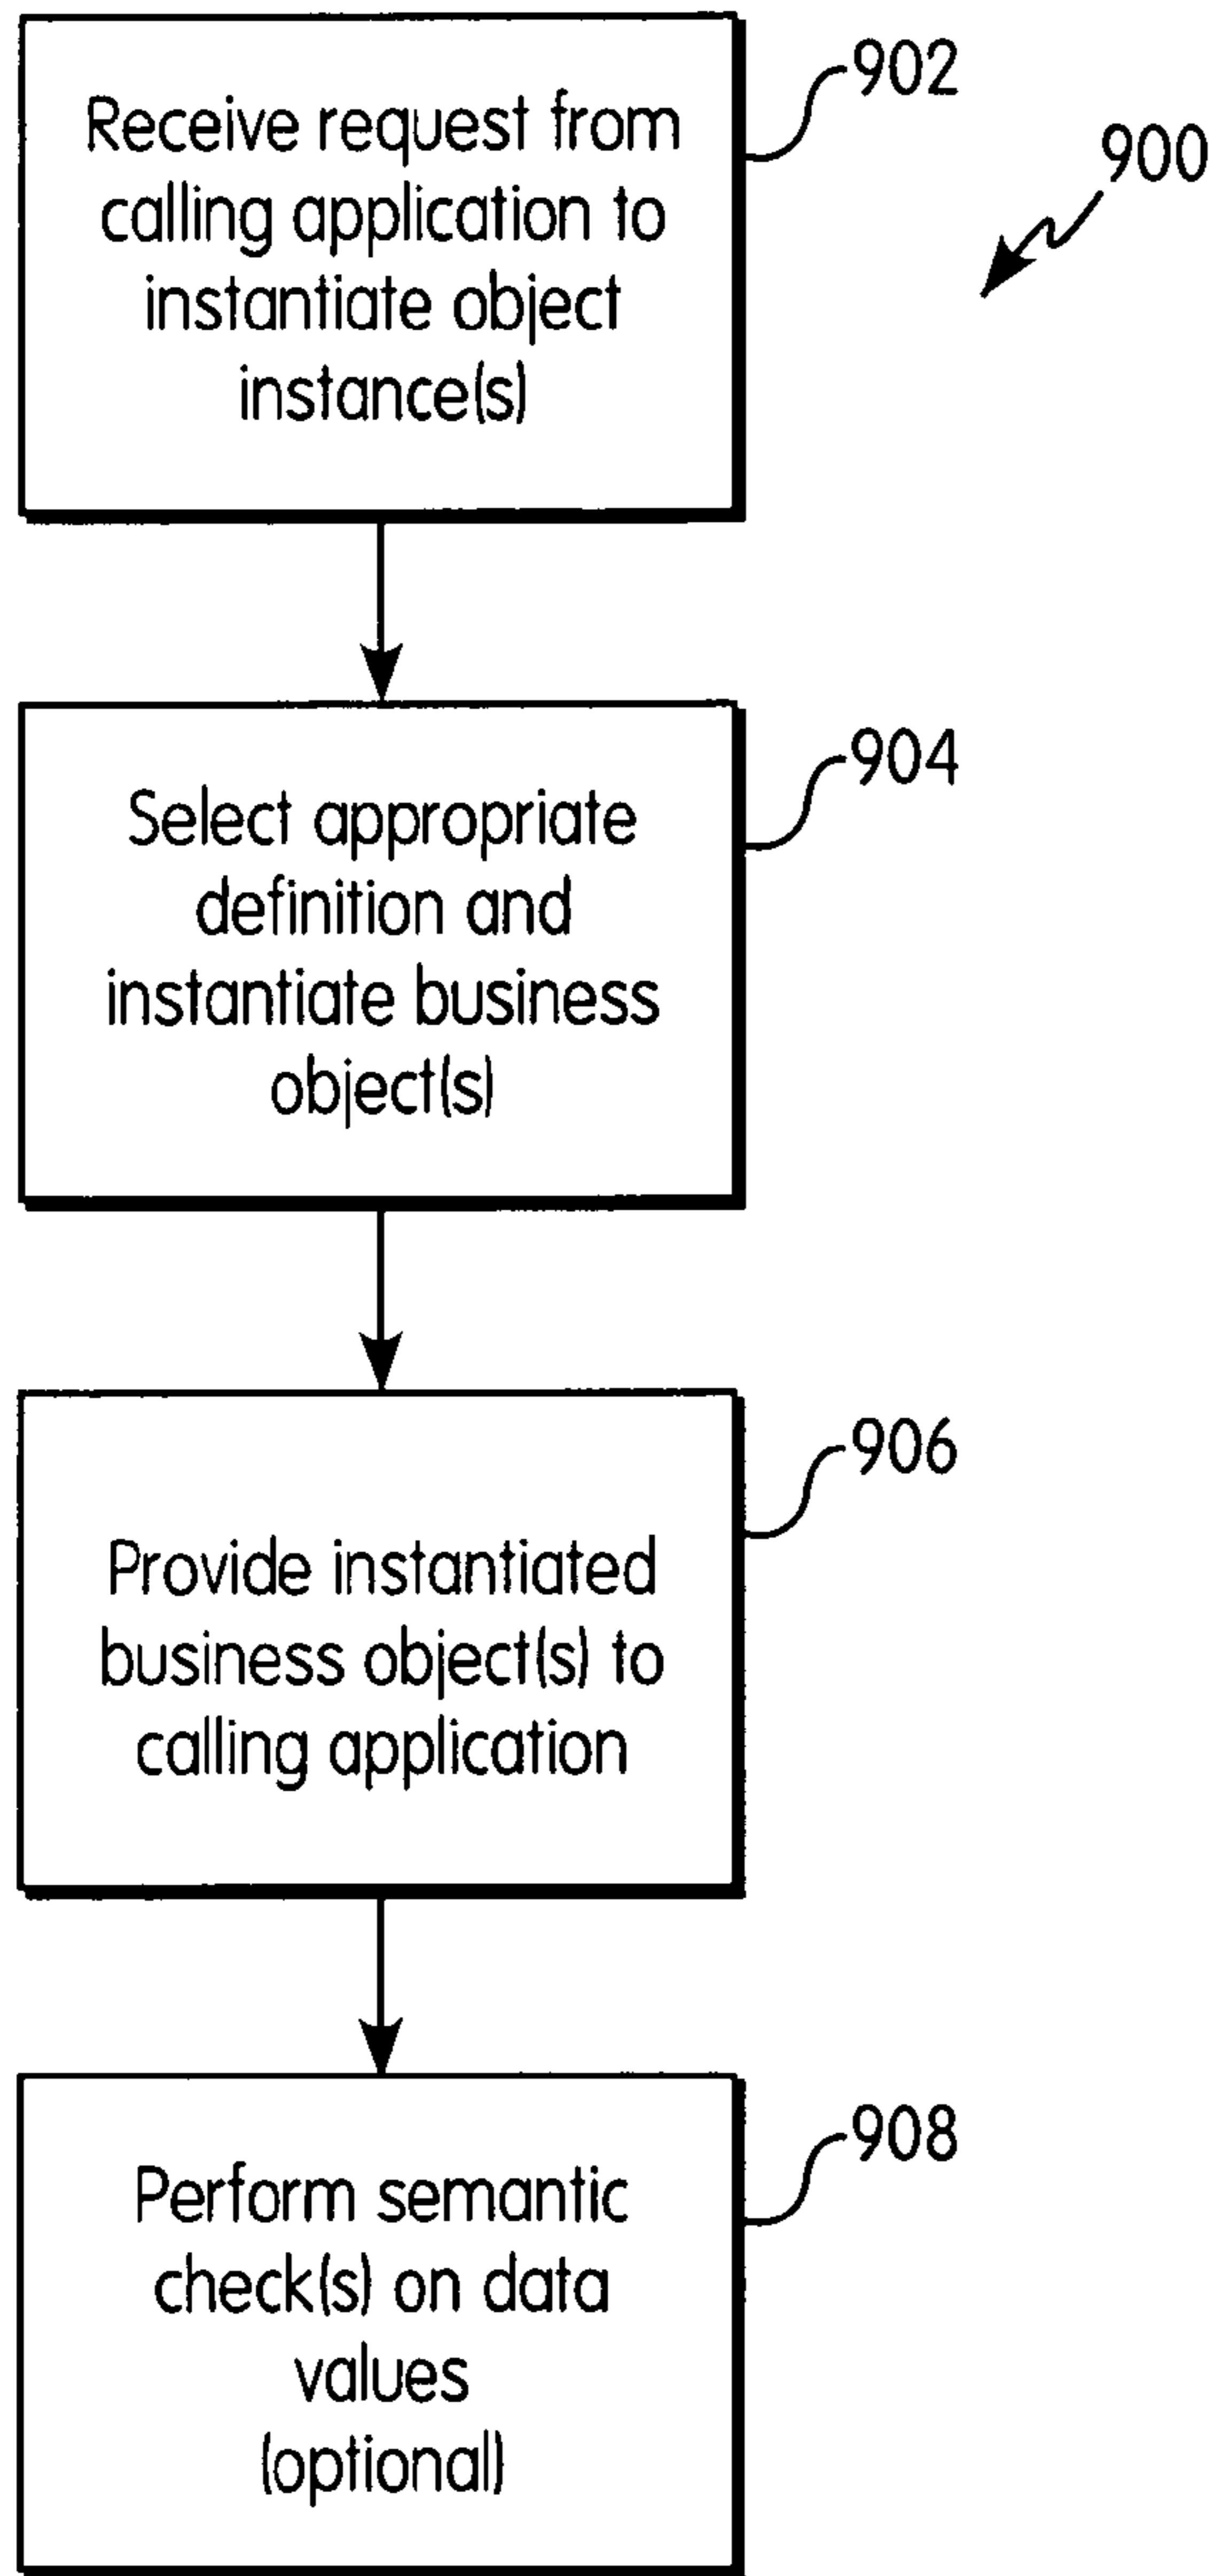 Receive request from
calling application to
instantiate object
instance(s)
902
900
Select appropriate
definition and
instantiate business
object(s)
904
Provide instantiated
business object(s) to
calling application
906
Perform semantic
check(s) on data
values
(optional)
908